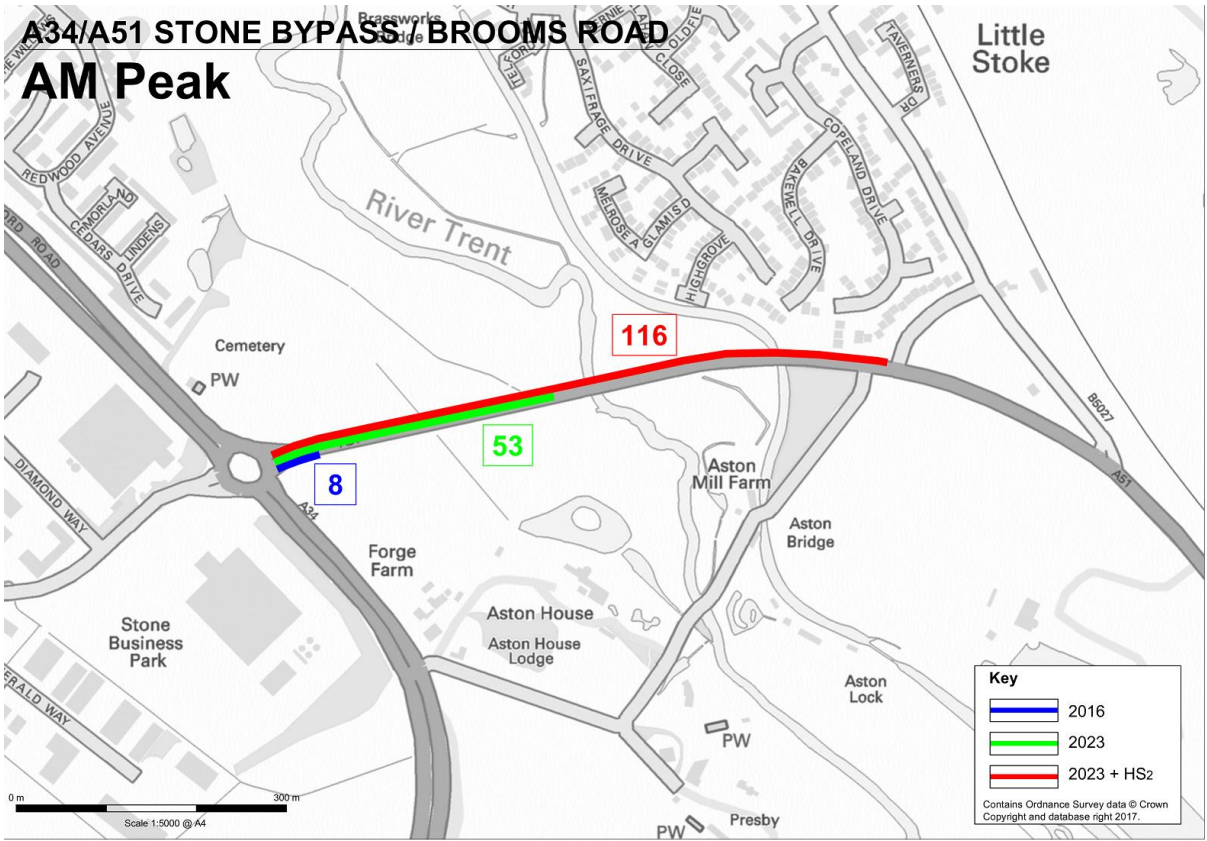 A34/A51 STONE BYPASS / BROOMS ROAD
AM Peak
Brassworks
Little
Stoke
TAVERNERS DR
SAXIFRAGE DRIVE
COPELAND DRIVE
BAKEWELL DRIVE
MELROSE A
GLAMIS D
HIGHGROVE
REDWOOD AVENUE
CEDARS DRIVE
LINDENS
River Trent
Cemetery
PW
116
53
8
B5027
A51
A34
DIAMOND WAY
Aston
Mill Farm
Aston
Bridge
Forge
Farm
Aston House
Aston House
Lodge
Stone
Business
Park
Aston
Lock
PW
PW
Presby
Key
2016
2023
2023 + HS2
Contains Ordnance Survey data © Crown
Copyright and database right 2017.
0 m
300 m
Scale 1:5000 @ A4